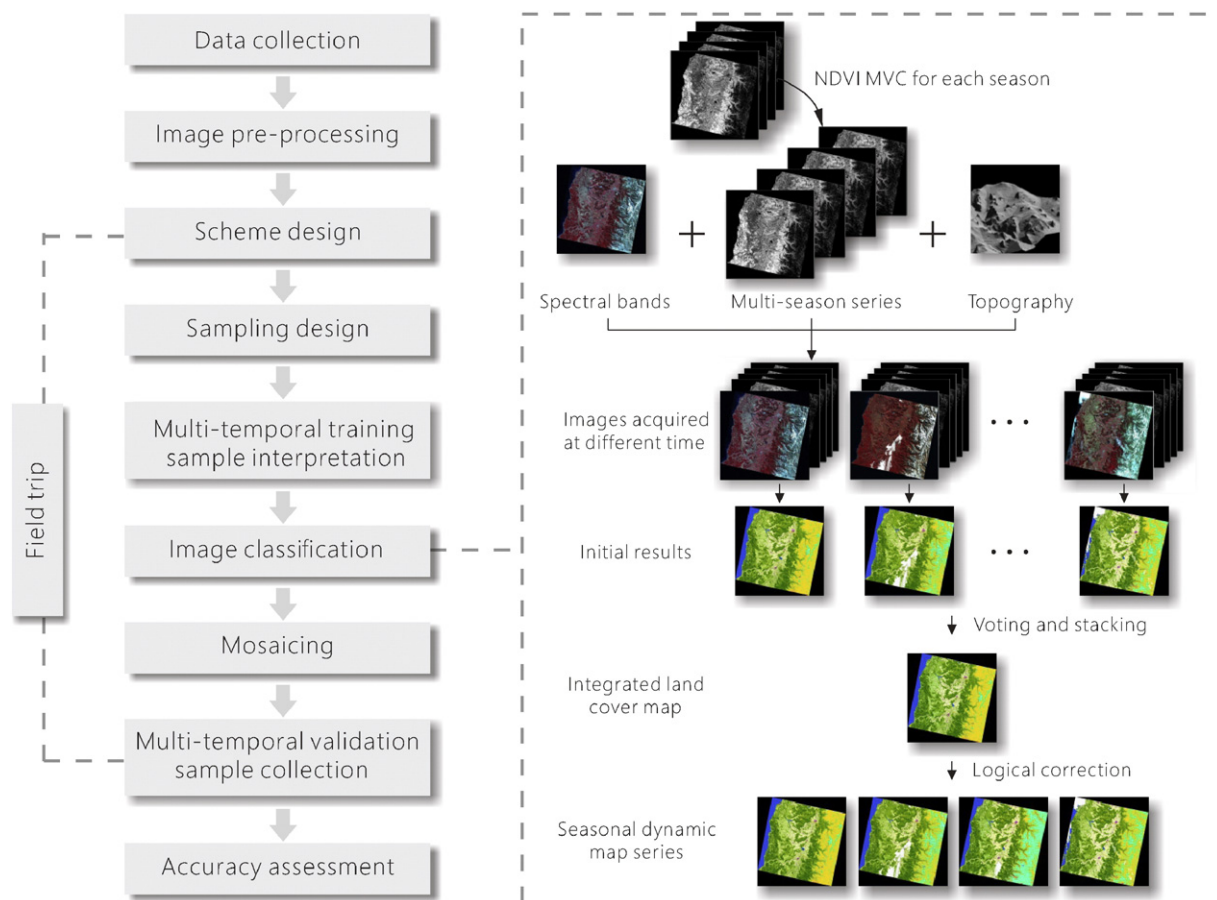 Data collection
Image pre-processing
Scheme design
Sampling design
Multi-temporal training
sample interpretation
Image classification
Mosaicing
Multi-temporal validation
sample collection
Accuracy assessment
Field trip
NDVI MVC for each season
Spectral bands
Multi-season series
Topography
Images acquired
at different time
Initial results
Voting and stacking
Integrated land
cover map
Logical correction
Seasonal dynamic
map series